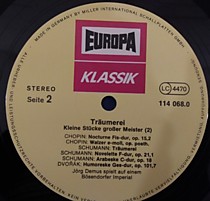 MADE IN GERMANY BY MILLER INTERNATIONAL SCHALLPLATTEN GMBH
EUROPA
KLASSIK
STEREO
Seite 2
LC 4470
114 068.0
Träumerei
Kleine Stücke großer Meister (2)
CHOPIN: Nocturne Fis-dur, op. 15,2
CHOPIN: Walzer e-moll, op. posth.
SCHUMANN: Träumerei
SCHUMANN: Novelette F-dur, op. 21,1
SCHUMANN: Arabeske C-dur, op. 18
DVOŘAK: Humoreske Ges-dur, op. 101,7
Jörg Demus spielt auf einem
Bösendorfer Imperial